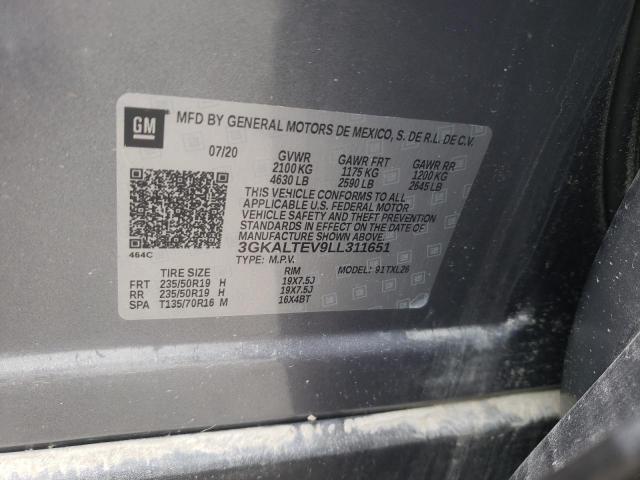 GM
MFD BY GENERAL MOTORS DE MEXICO, S. DE R.L. DE C.V.
07/20 GVWR GAWR FRT GAWR RR
2100 KG 1175 KG 1200 KG
4630 LB 2590 LB 2645 LB
THIS VEHICLE CONFORMS TO ALL
APPLICABLE U.S. FEDERAL MOTOR
VEHICLE SAFETY AND THEFT PREVENTION
STANDARDS IN EFFECT ON THE DATE OF
MANUFACTURE SHOWN ABOVE.
3GKALTEV9LL311651
464C
TYPE: M.P.V. MODEL: 91TXL26
TIRE SIZE RIM
FRT 235/50R19 H 19X7.5J
RR 235/50R19 H 19X7.5J
SPA T135/70R16 M 16X4BT